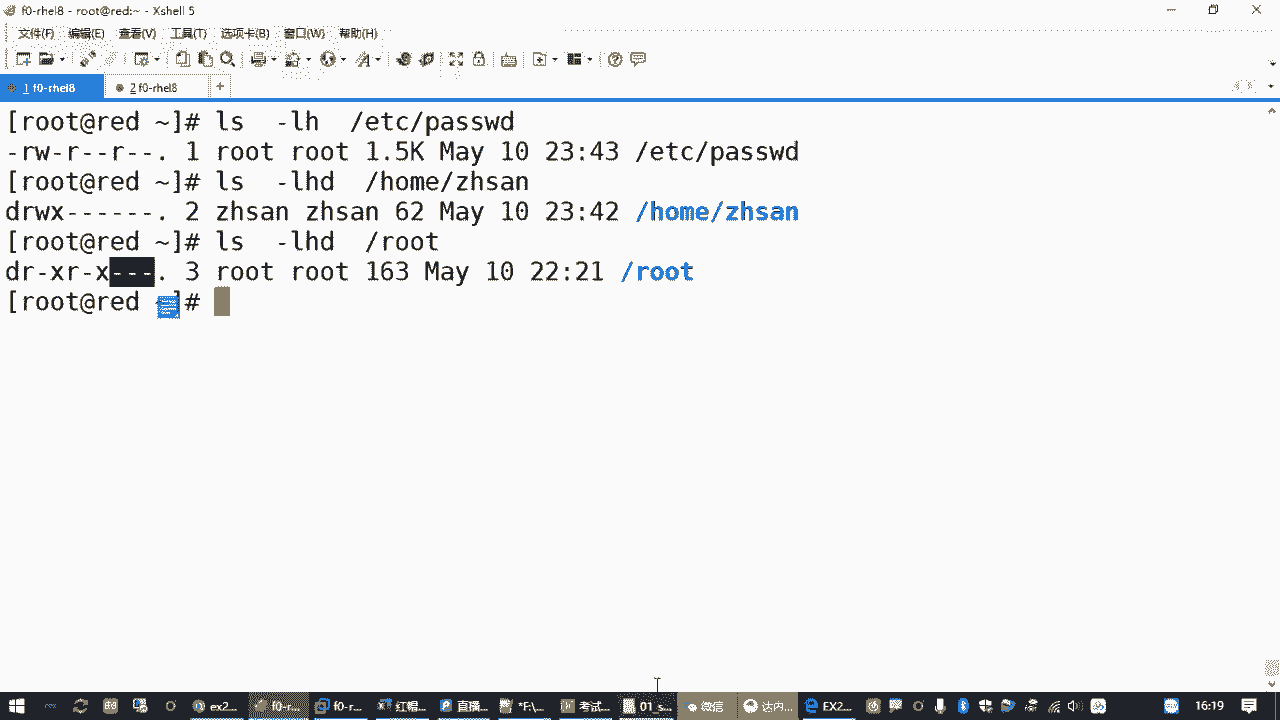 f0-rhel8 - root@red:~ - Xshell 5
文件(F) 编辑(E) 查看(V) 工具(T) 选项卡(B) 窗口(W) 帮助(H)
1 f0-rhel8 2 f0-rhel8 +
[root@red ~]# ls  -lh  /etc/passwd
-rw-r--r--. 1 root root 1.5K May 10 23:43 /etc/passwd
[root@red ~]# ls  -lhd  /home/zhsan
drwx------. 2 zhsan zhsan 62 May 10 23:42 /home/zhsan
[root@red ~]# ls  -lhd  /root
dr-xr-x---. 3 root root 163 May 10 22:21 /root
[root@red ]#
ex2... f0-r... f0-r... 红帽... 直播... *F:\... 考试... 01_s... 微信 达内... EX2... 16:19